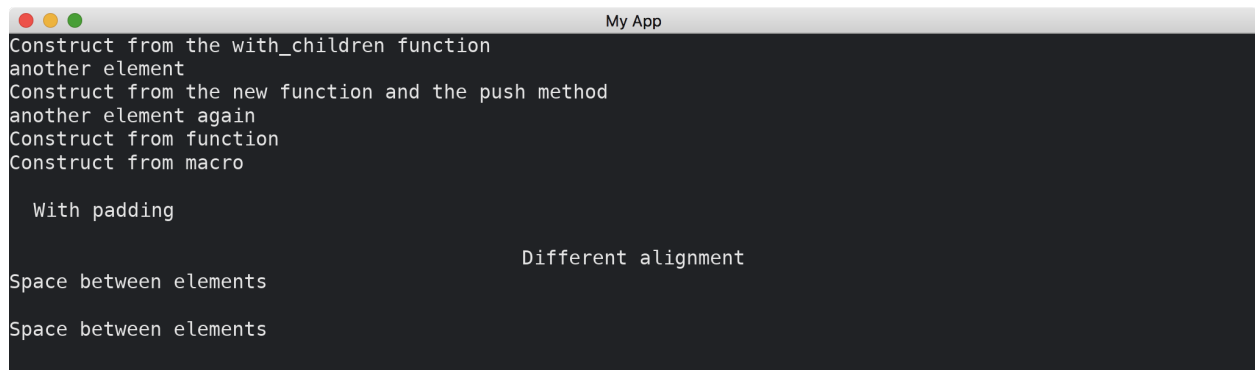 My App
Construct from the with_children function
another element
Construct from the new function and the push method
another element again
Construct from function
Construct from macro
With padding
Different alignment
Space between elements
Space between elements